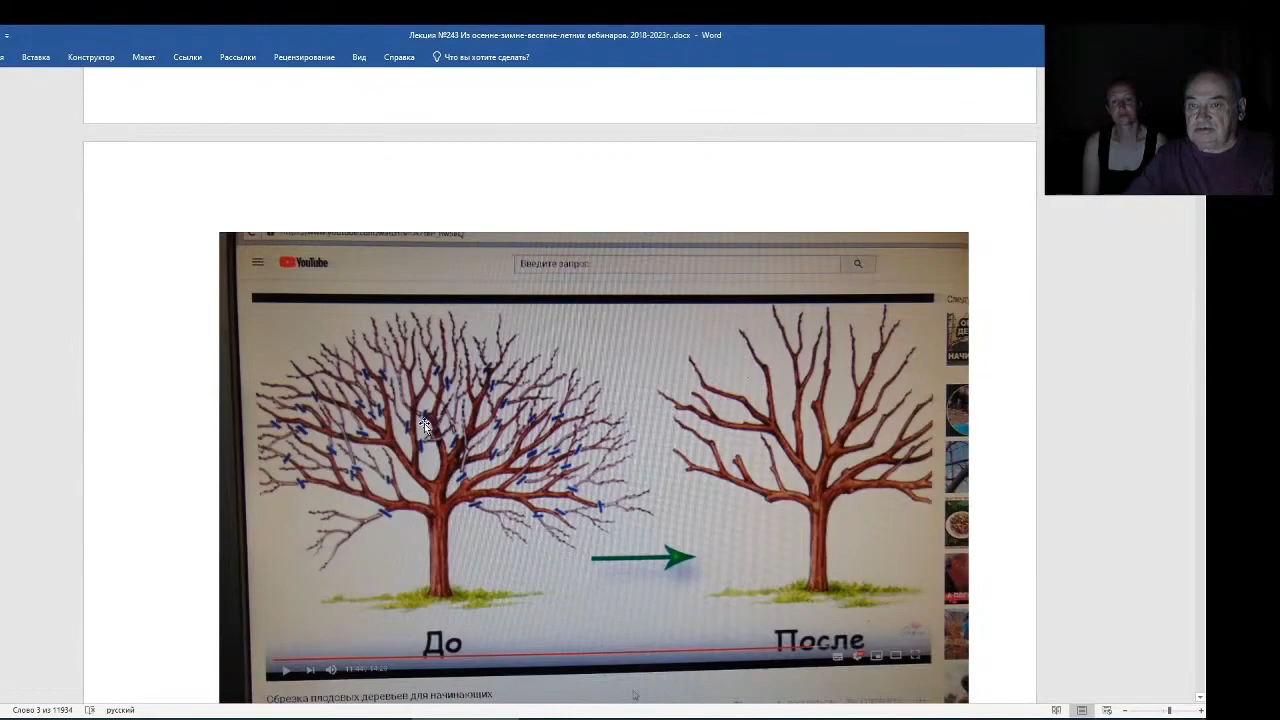 Лекция №243 Из осенне-зимне-весенне-летних вебинаров. 2018-2023г..docx - Word
Вставка Конструктор Макет Ссылки Рассылки Рецензирование Вид Справка Что вы хотите сделать?
YouTube
Введите запрос
До После
Обрезка плодовых деревьев для начинающих
Слово 3 из 11934 русский